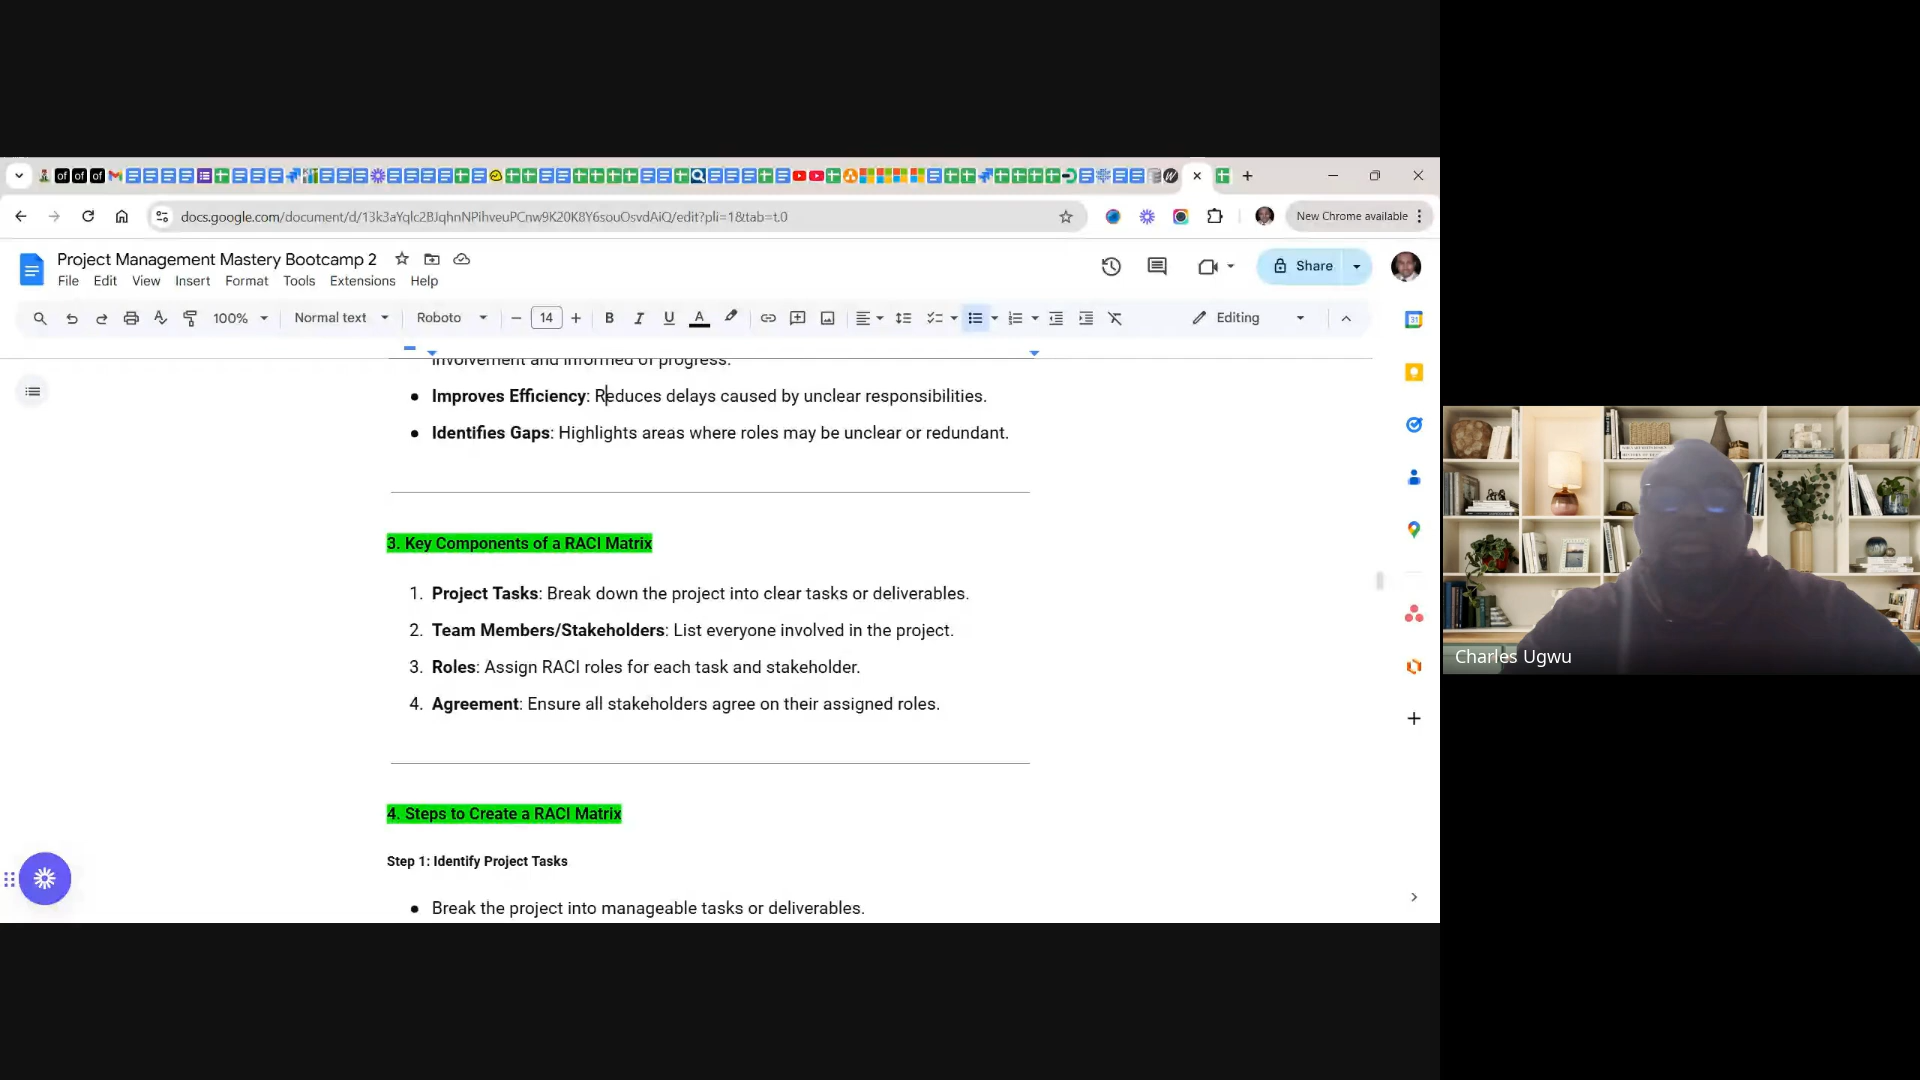 docs.google.com/document/d/13k3aYqlc2BJqhnNPihveuPCnw9K20K8Y6souOsvdAiQ/edit?pli=1&tab=t.0
New Chrome available
Project Management Mastery Bootcamp 2
File Edit View Insert Format Tools Extensions Help
Share
100% Normal text Roboto 14 B I U A Editing
involvement and informed of progress.
● Improves Efficiency: Reduces delays caused by unclear responsibilities.
● Identifies Gaps: Highlights areas where roles may be unclear or redundant.
3. Key Components of a RACI Matrix
1. Project Tasks: Break down the project into clear tasks or deliverables.
2. Team Members/Stakeholders: List everyone involved in the project.
3. Roles: Assign RACI roles for each task and stakeholder.
4. Agreement: Ensure all stakeholders agree on their assigned roles.
4. Steps to Create a RACI Matrix
Step 1: Identify Project Tasks
● Break the project into manageable tasks or deliverables.
Charles Ugwu